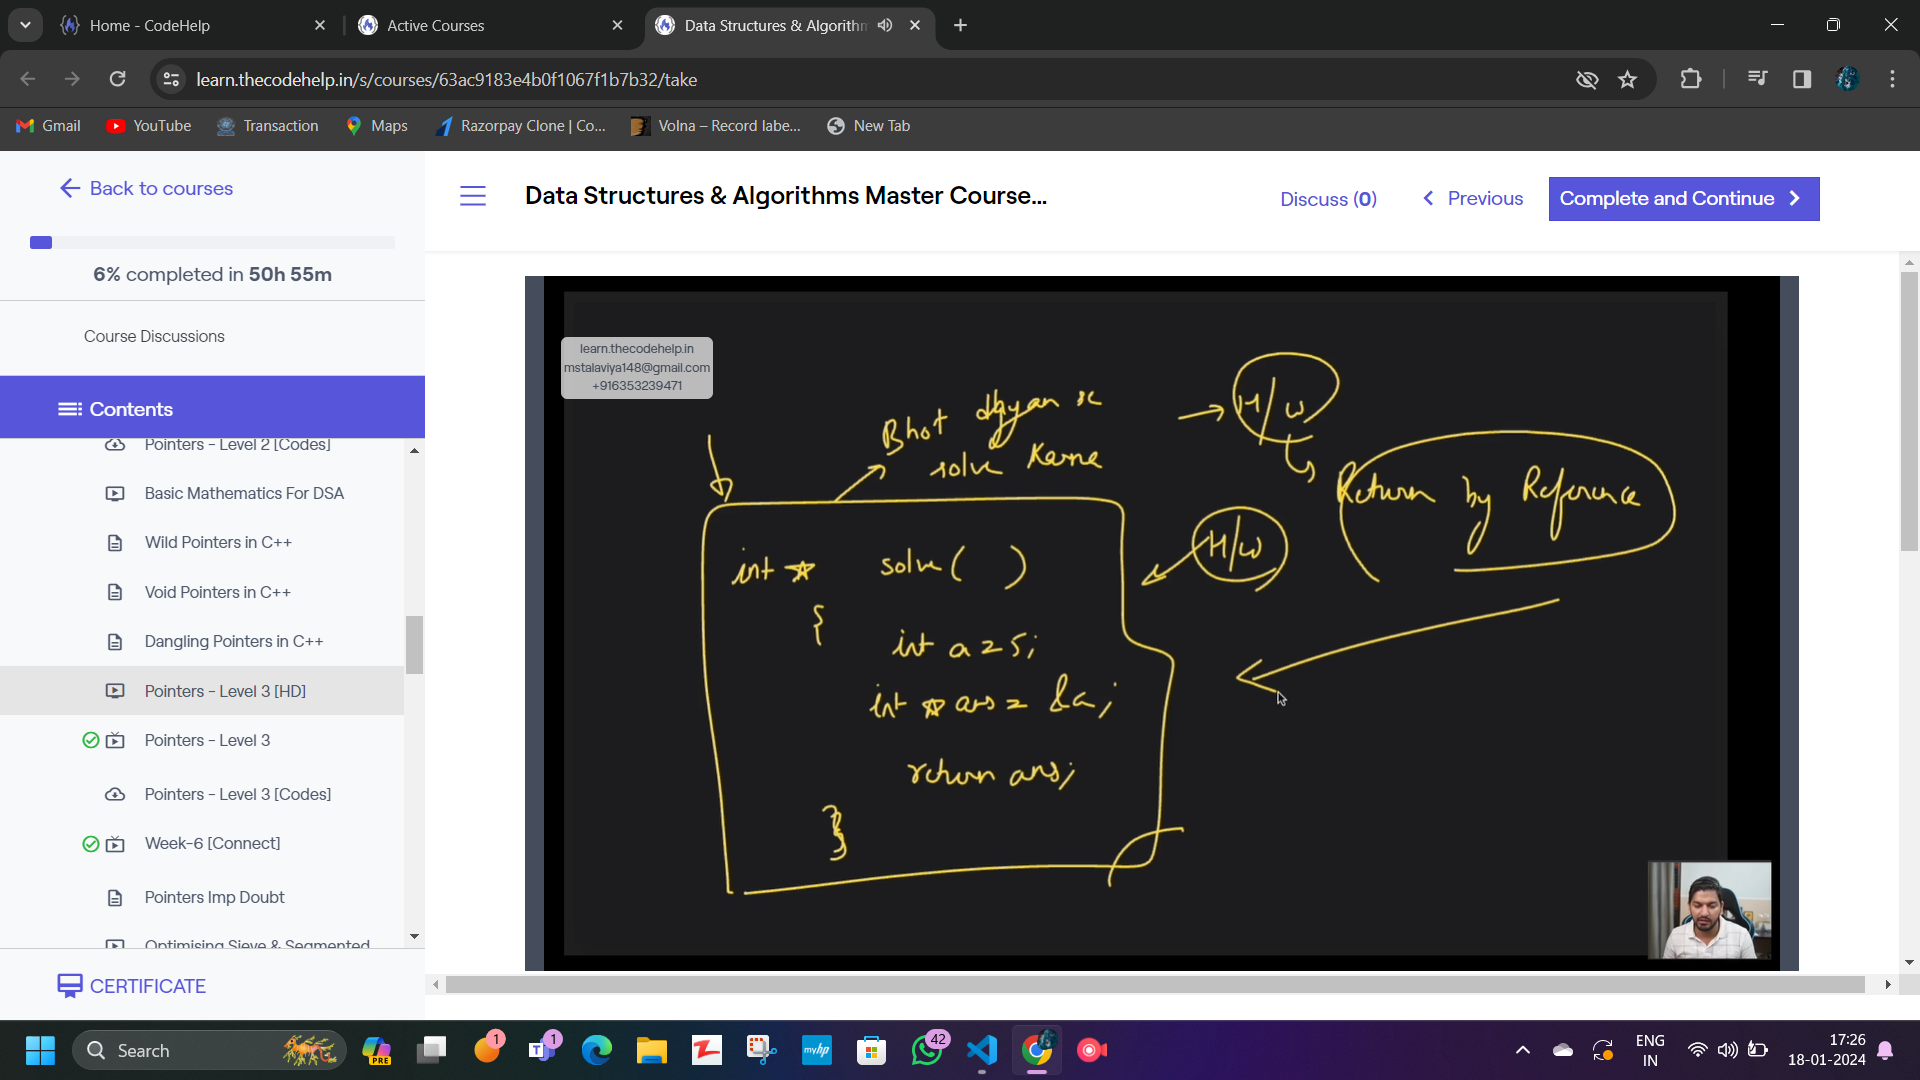 Home - CodeHelp
Active Courses
Data Structures & Algorithm
learn.thecodehelp.in/s/courses/63ac9183e4b0f1067f1b7b32/take
Gmail
YouTube
Transaction
Maps
Razorpay Clone | Co...
Volna – Record labe...
New Tab
Back to courses
6% completed in 50h 55m
Course Discussions
Contents
Pointers - Level 2 [Codes]
Basic Mathematics For DSA
Wild Pointers in C++
Void Pointers in C++
Dangling Pointers in C++
Pointers - Level 3 [HD]
Pointers - Level 3
Pointers - Level 3 [Codes]
Week-6 [Connect]
Pointers Imp Doubt
Optimising Sieve & Segmented
CERTIFICATE
Data Structures & Algorithms Master Course...
Discuss (0)
Previous
Complete and Continue
learn.thecodehelp.in
mstalaviya148@gmail.com
+916353239471
Bhot dhyan se
solve Karna
H/W
Return by Reference
H/W
int * solve( )
{
int a = 5;
int * ans = &a;
return ans;
}
Search
PRE
1
1
myhp
42
ENG
IN
17:26
18-01-2024